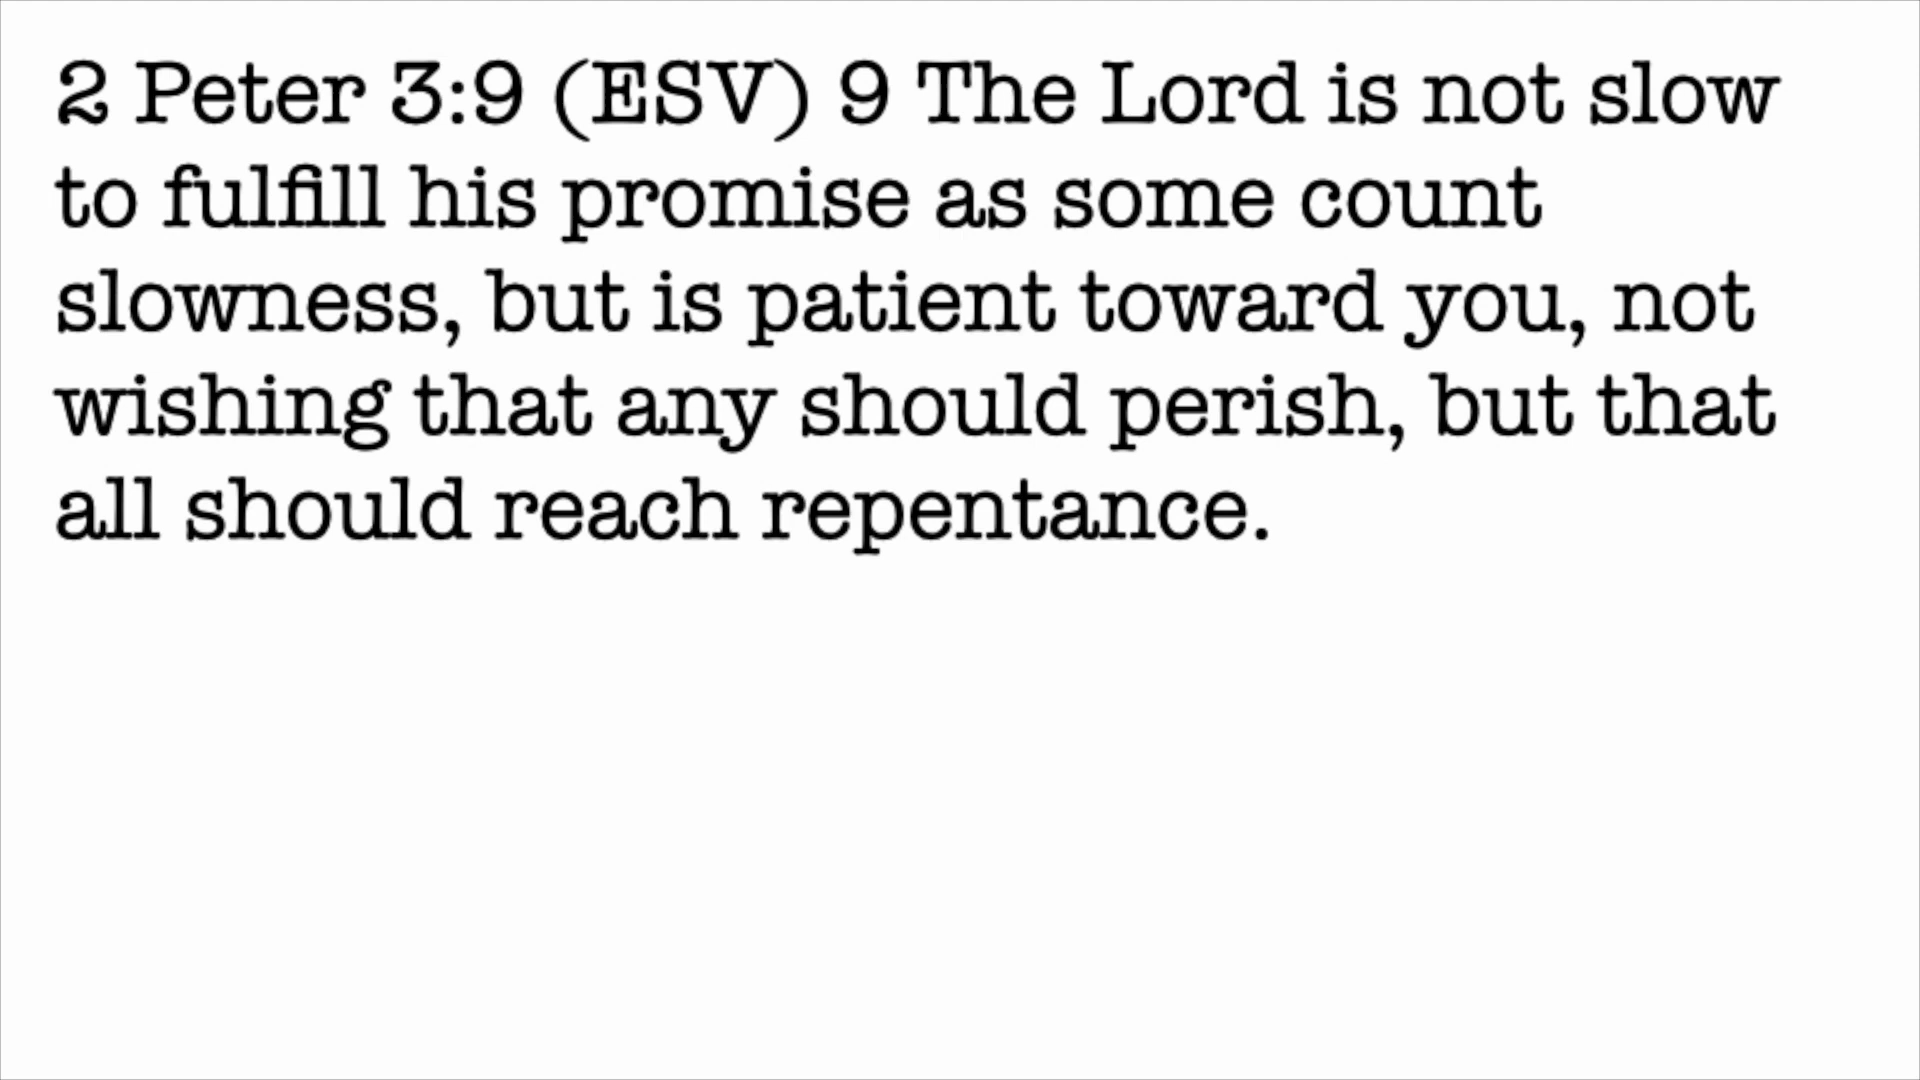 2 Peter 3:9 (ESV) 9 The Lord is not slow
to fulfill his promise as some count
slowness, but is patient toward you, not
wishing that any should perish, but that
all should reach repentance.